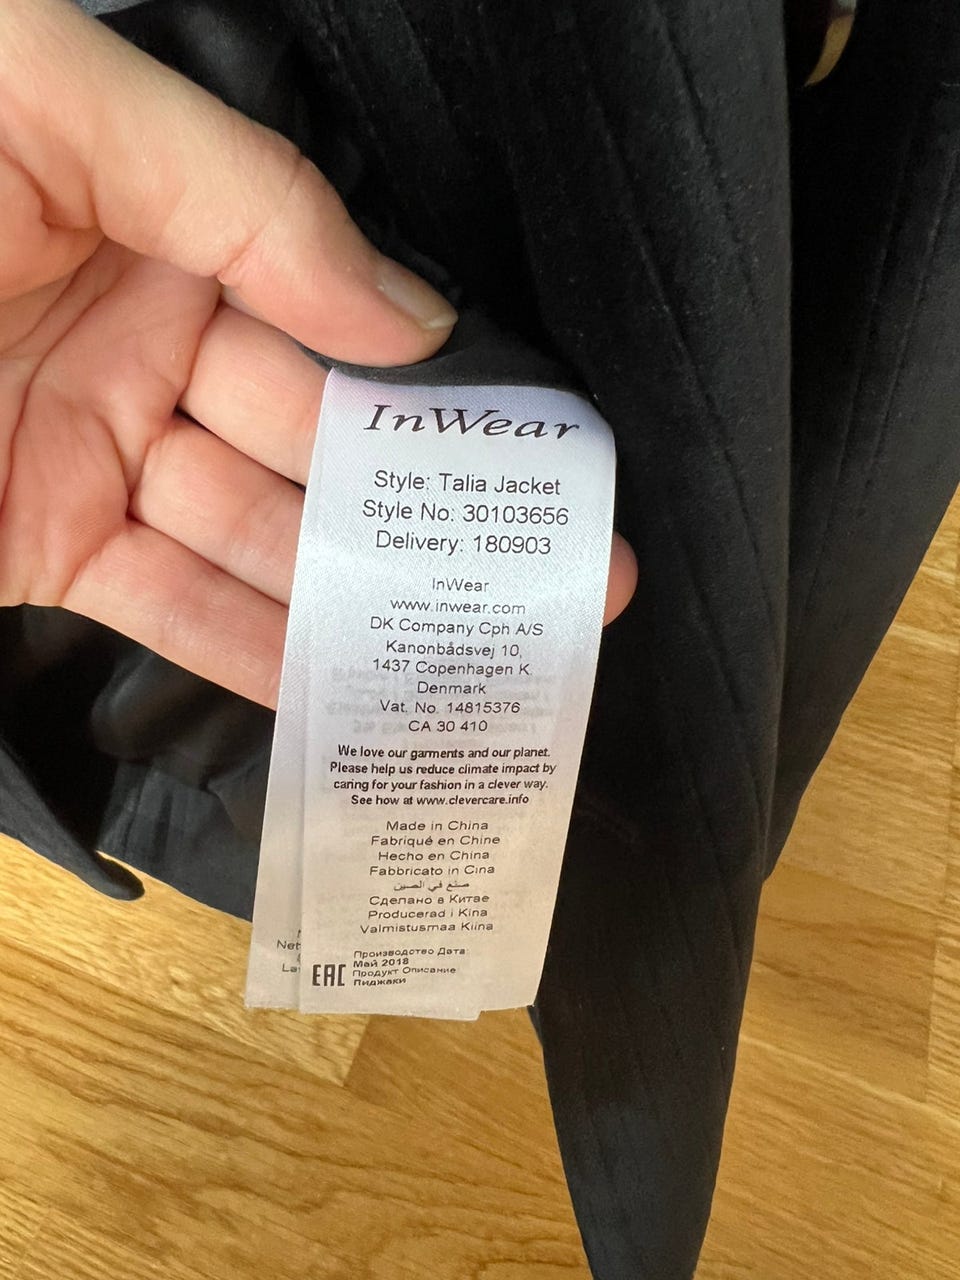 InWear
Style: Talia Jacket
Style No: 30103656
Delivery: 180903
InWear
www.inwear.com
DK Company Cph A/S
Kanonbådsvej 10,
1437 Copenhagen K.
Denmark
Vat. No. 14815376
CA 30 410
We love our garments and our planet.
Please help us reduce climate impact by
caring for your fashion in a clever way.
See how at www.clevercare.info
Made in China
Fabriqué en Chine
Hecho en China
Fabbricato in Cina
صنع في الصين
Сделано в Китае
Producerad i Kina
Valmistusmaa Kiina
EAC
Производство Дата:
Май 2018
Продукт Описание
Пиджаки